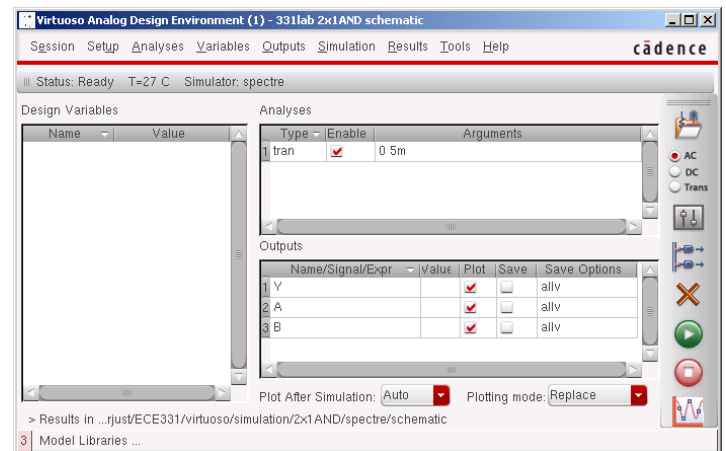 Virtuoso Analog Design Environment (1) - 331lab 2x1AND schematic
Session Setup Analyses Variables Outputs Simulation Results Tools Help
cādence
Status: Ready T=27 C Simulator: spectre
Design Variables
Name Value
Analyses
Type Enable Arguments
1 tran 0 5m
AC
DC
Trans
Outputs
Name/Signal/Expr Value Plot Save Save Options
1 Y allv
2 A allv
3 B allv
Plot After Simulation: Auto Plotting mode: Replace
> Results in ...rjust/ECE331/virtuoso/simulation/2x1AND/spectre/schematic
3 Model Libraries ...